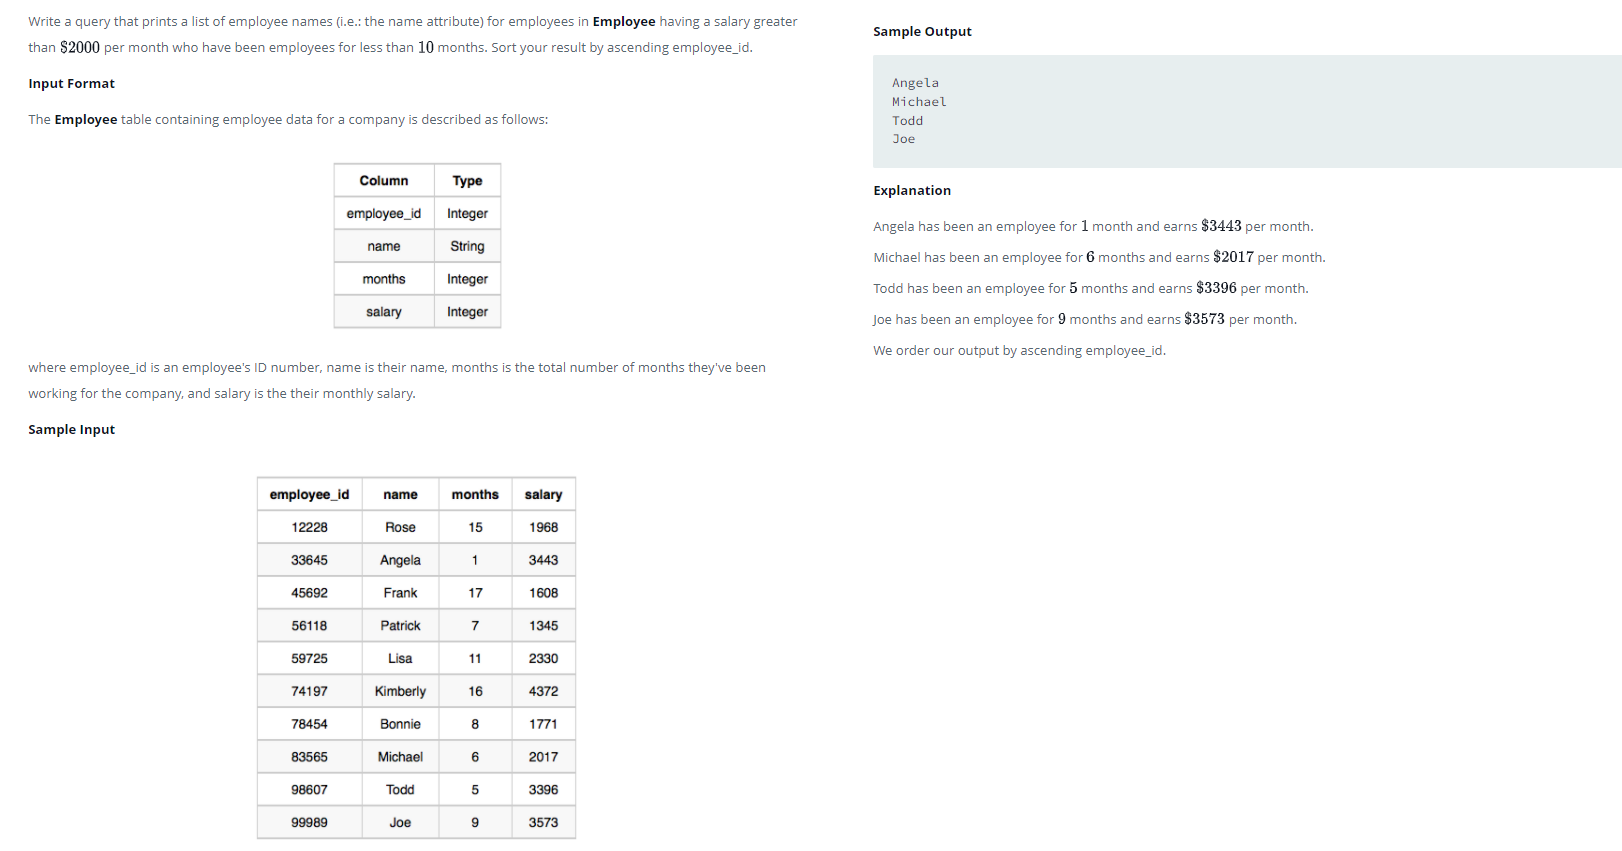 Write a query that prints a list of employee names (i.e.: the name attribute) for employees in Employee having a salary greater
than $2000 per month who have been employees for less than 10 months. Sort your result by ascending employee_id.
Input Format
The Employee table containing employee data for a company is described as follows:
Column Type
employee_id Integer
name String
months Integer
salary Integer
where employee_id is an employee's ID number, name is their name, months is the total number of months they've been
working for the company, and salary is the their monthly salary.
Sample Input
employee_id name months salary
12228 Rose 15 1968
33645 Angela 1 3443
45692 Frank 17 1608
56118 Patrick 7 1345
59725 Lisa 11 2330
74197 Kimberly 16 4372
78454 Bonnie 8 1771
83565 Michael 6 2017
98607 Todd 5 3396
99989 Joe 9 3573
Sample Output
Angela
Michael
Todd
Joe
Explanation
Angela has been an employee for 1 month and earns $3443 per month.
Michael has been an employee for 6 months and earns $2017 per month.
Todd has been an employee for 5 months and earns $3396 per month.
Joe has been an employee for 9 months and earns $3573 per month.
We order our output by ascending employee_id.